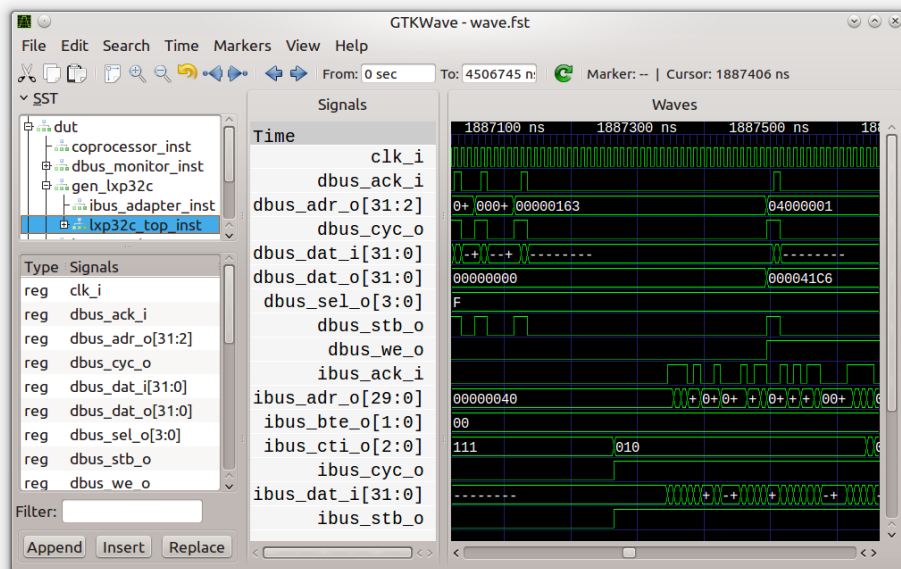 GTKWave - wave.fst
File Edit Search Time Markers View Help
From: 0 sec To: 4506745 n Marker: -- | Cursor: 1887406 ns
SST
dut
coprocessor_inst
dbus_monitor_inst
gen_lxp32c
ibus_adapter_inst
lxp32c_top_inst
Type Signals
reg clk_i
reg dbus_ack_i
reg dbus_adr_o[31:2]
reg dbus_cyc_o
reg dbus_dat_i[31:0]
reg dbus_dat_o[31:0]
reg dbus_sel_o[3:0]
reg dbus_stb_o
reg dbus_we_o
Filter:
Append Insert Replace
Signals
Time
clk_i
dbus_ack_i
dbus_adr_o[31:2]
dbus_cyc_o
dbus_dat_i[31:0]
dbus_dat_o[31:0]
dbus_sel_o[3:0]
dbus_stb_o
dbus_we_o
ibus_ack_i
ibus_adr_o[29:0]
ibus_bte_o[1:0]
ibus_cti_o[2:0]
ibus_cyc_o
ibus_dat_i[31:0]
ibus_stb_o
Waves
1887100 ns 1887300 ns 1887500 ns 188
0+ 000+ 00000163 04000001
-+ --+ -------- --------
00000000 000041C6
F
00000040 + 0+ 0+ + 0+ + + 00+
00
111 010
-------- + -+ + -+